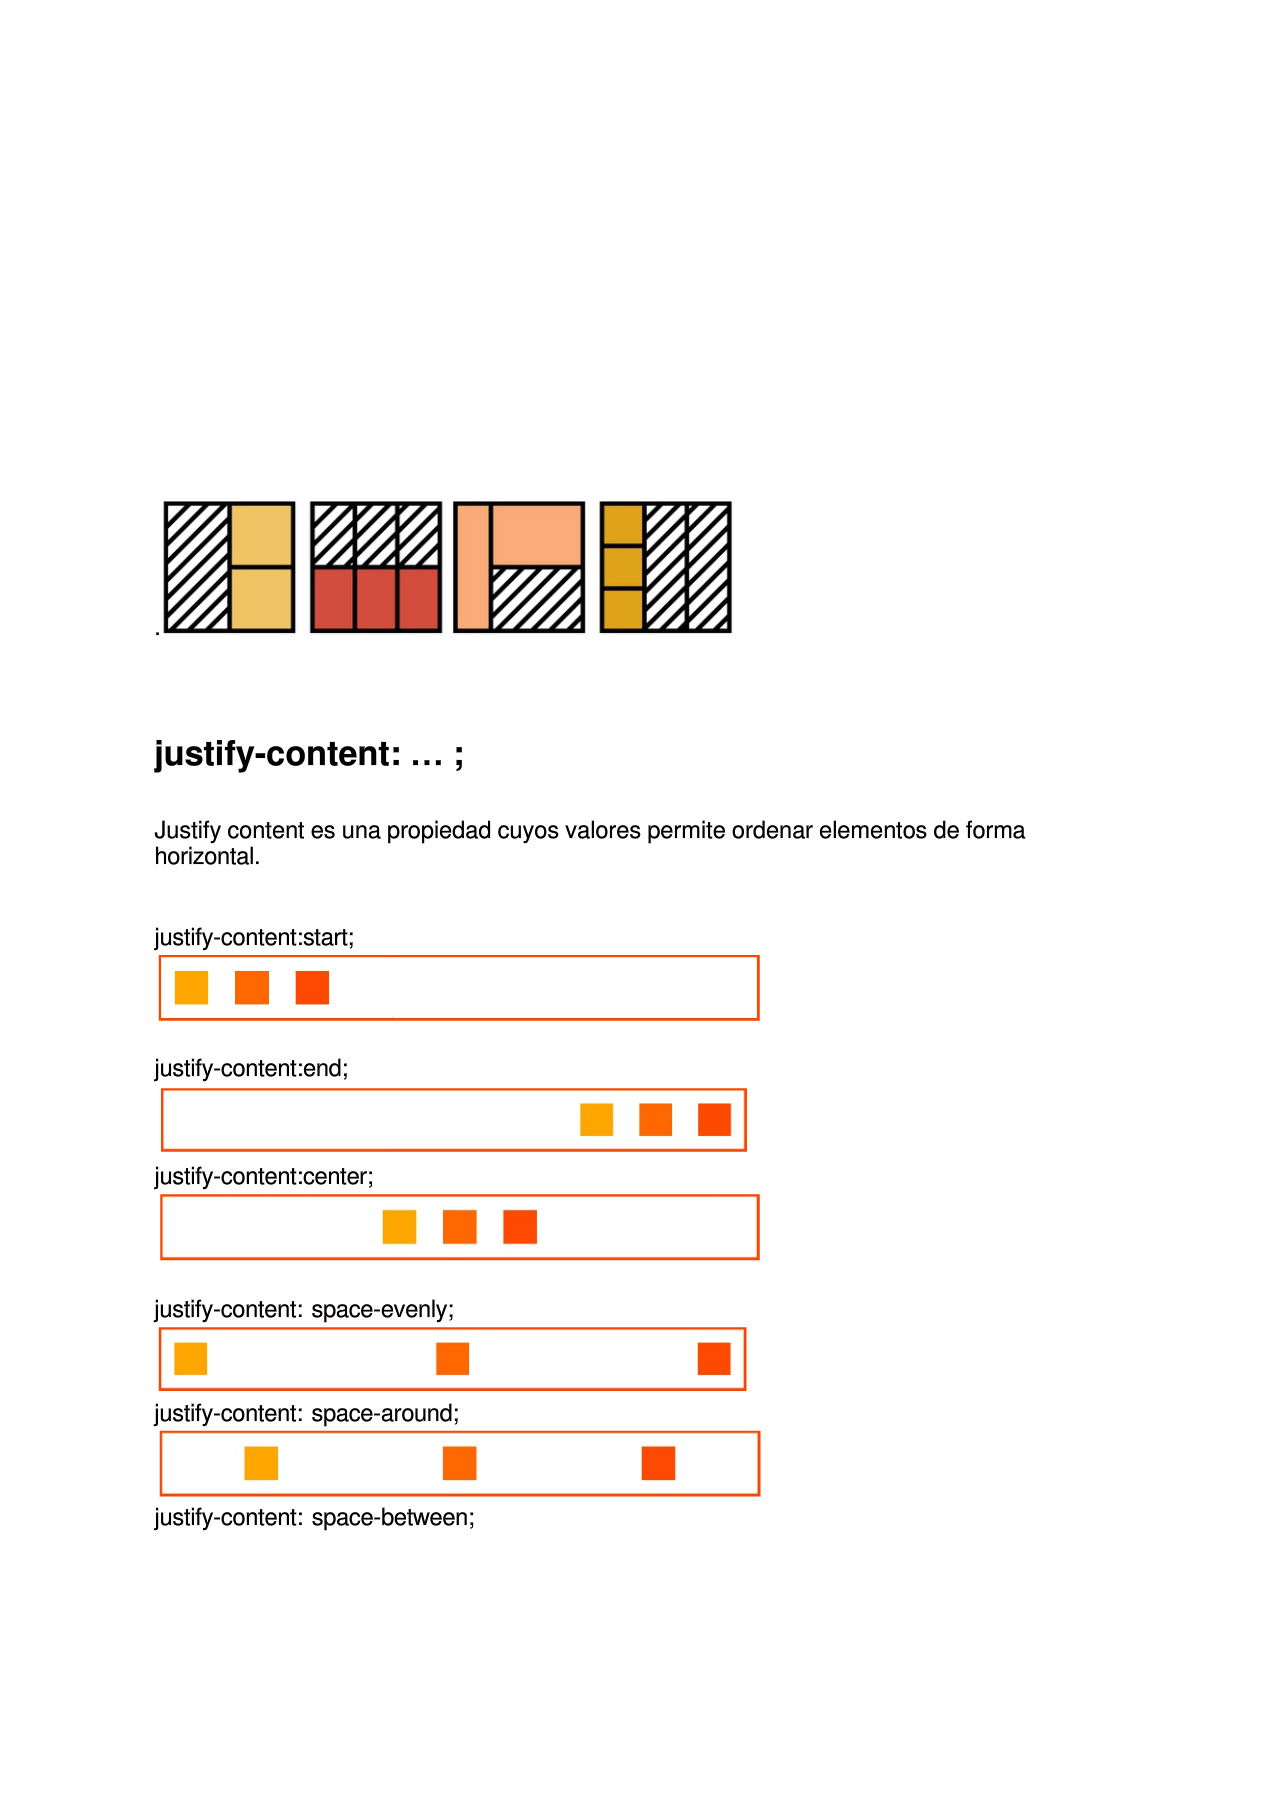 .
justify-content: … ;
Justify content es una propiedad cuyos valores permite ordenar elementos de forma
horizontal.
justify-content:start;
justify-content:end;
justify-content:center;
justify-content: space-evenly;
justify-content: space-around;
justify-content: space-between;